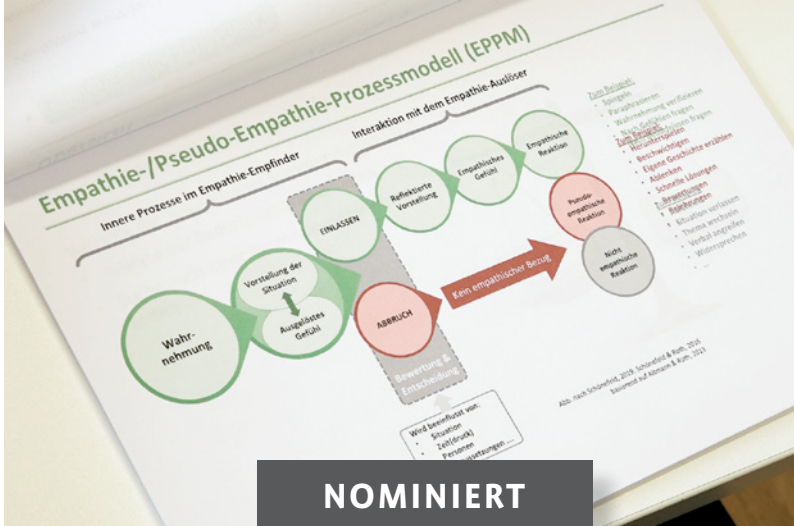 Empathie-/Pseudo-Empathie-Prozessmodell (EPPM)
Innere Prozesse im Empathie-Empfinder
Interaktion mit dem Empathie-Auslöser
Wahr-
nehmung
Vorstellung der
Situation
Ausgelöstes
Gefühl
EINLASSEN
Reflektierte
Vorstellung
Empathisches
Gefühl
Empathische
Reaktion
ABBRUCH
Kein empathischer Bezug
Pseudo-
empathische
Reaktion
Nicht
empathische
Reaktion
Bewertung &
Entscheidung
Wird beeinflusst von:
• Situation
• Zeit(druck)
• Personen
Zum Beispiel:
• Spiegeln
• Paraphrasieren
• Wahrnehmung verifizieren
• Nach Gefühlen fragen
Zum Beispiel:
• Herunterspielen
• Beschwichtigen
• Eigene Geschichte erzählen
• Ablenken
• Schnelle Lösungen
• Bewertungen
• Belehrungen
• Situation verlassen
• Thema wechseln
• Verbal angreifen
• Widersprechen
• ...
Abb. nach Schönefeld, 2019; Schönefeld & Roth, 2016
basierend auf Altmann & Roth, 2013
NOMINIERT